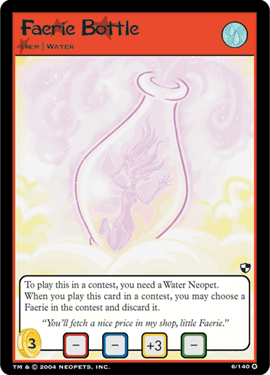 Faerie Bottle
ITEM | WATER
To play this in a contest, you need a Water Neopet.
When you play this card in a contest, you may choose a
Faerie in the contest and discard it.
"You'll fetch a nice price in my shop, little Faerie."
3 – – +3 –
TM & © 2004 NEOPETS, INC. 6/140